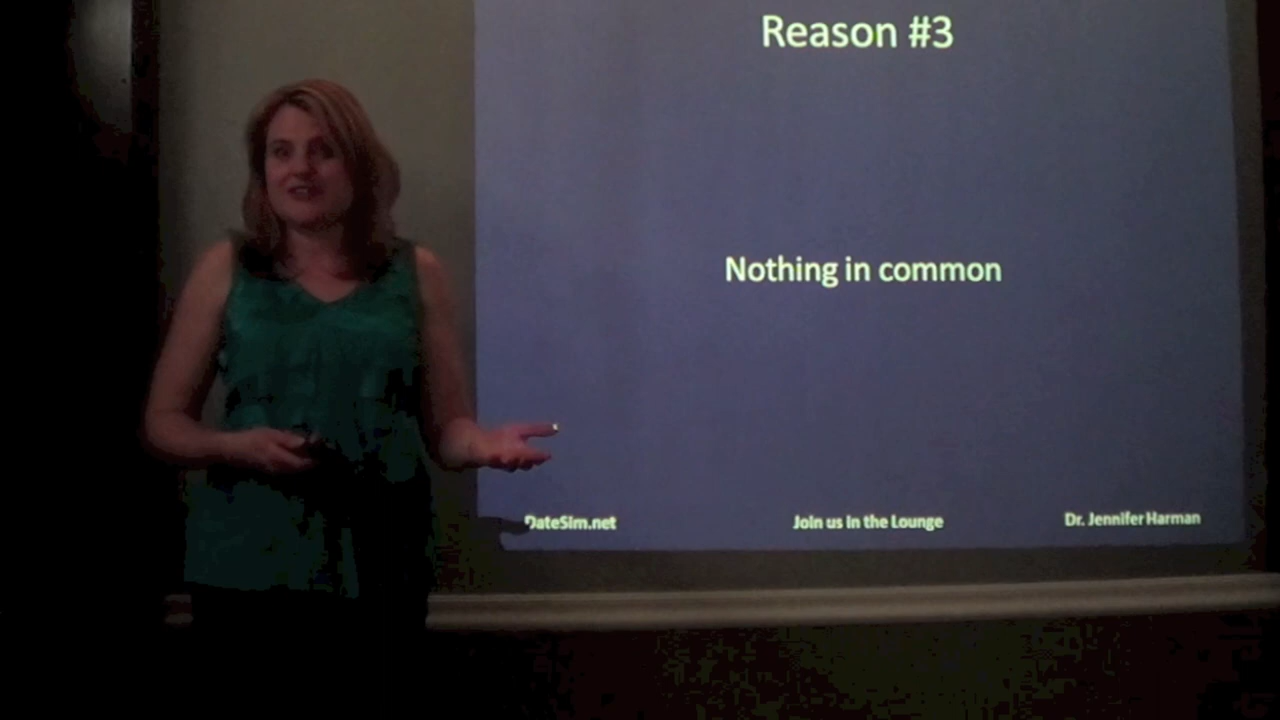 Reason #3
Nothing in common
DateSim.net
Join us in the Lounge
Dr. Jennifer Harman